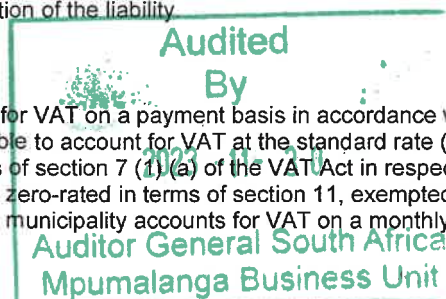 tion of the liability
Audited
By
for VAT on a payment basis in accordance
ble to account for VAT at the standard rate (
of section 7 (1) (a) of the VAT Act in respec
zero-rated in terms of section 11, exempted
municipality accounts for VAT on a monthly
Auditor General South Africa
Mpumalanga Business Unit